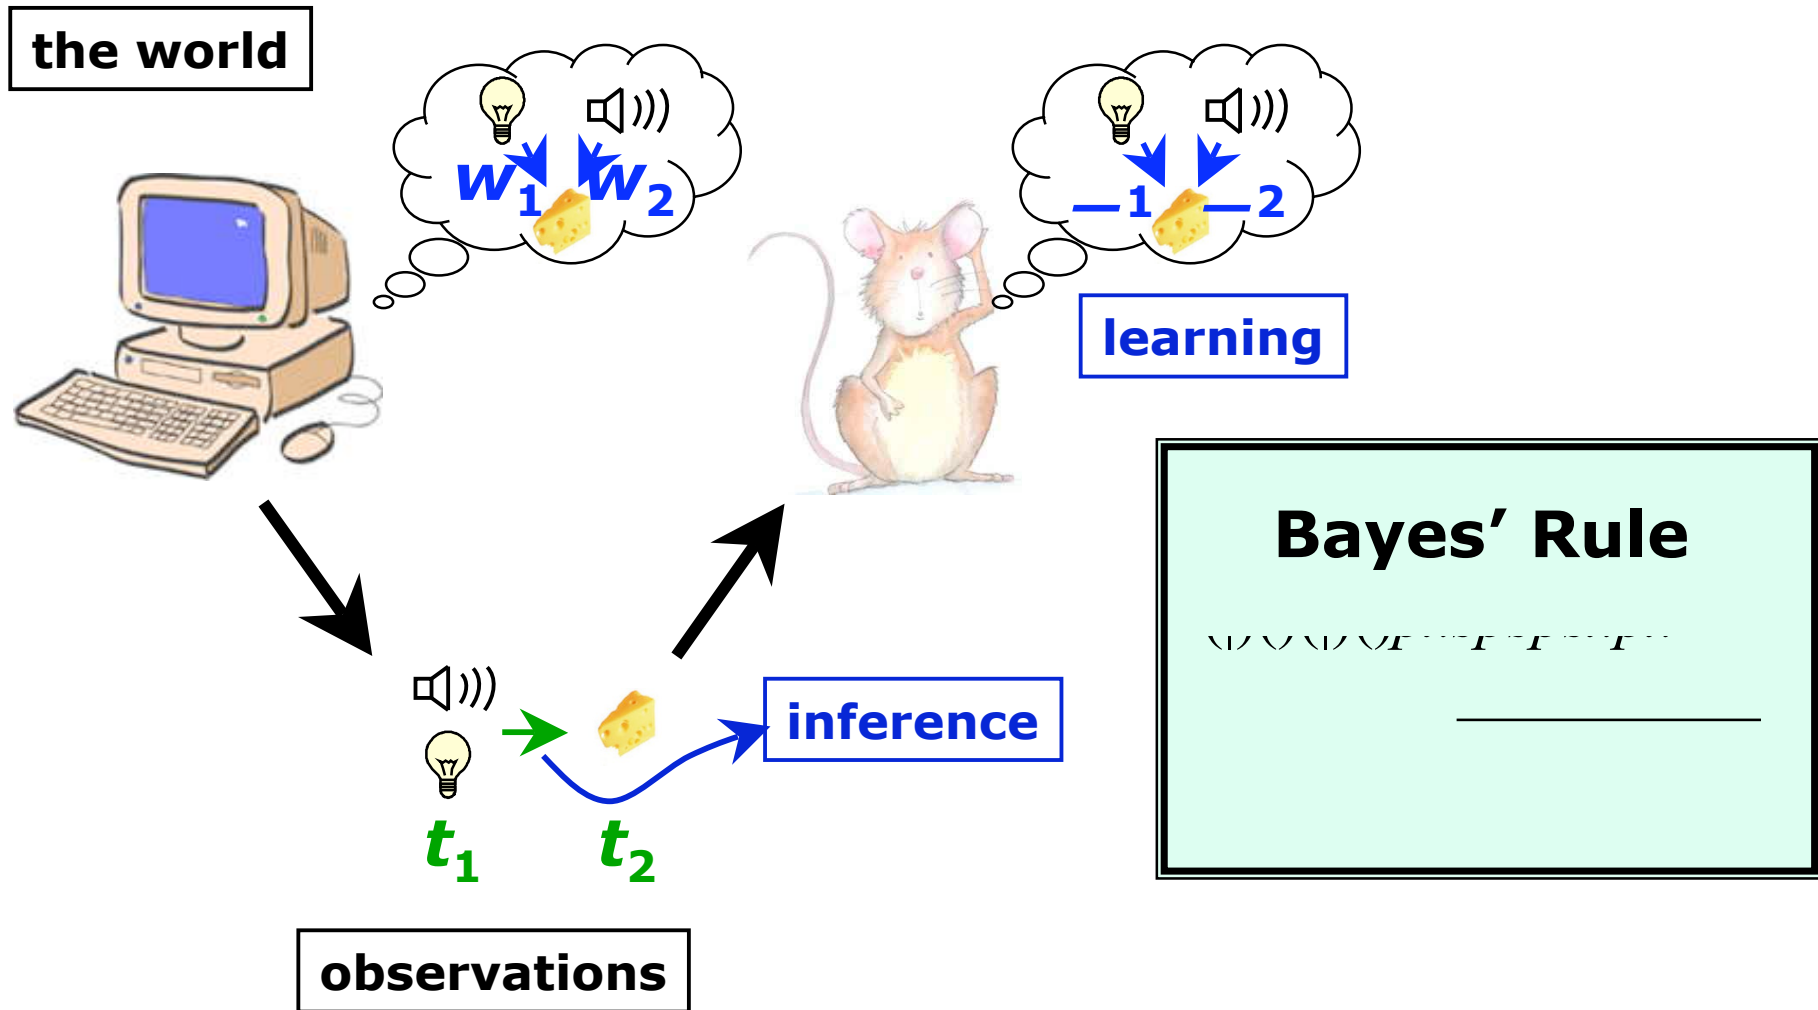 the world
w1 w2
—1 —2
learning
Bayes’ Rule
inference
t1 t2
observations